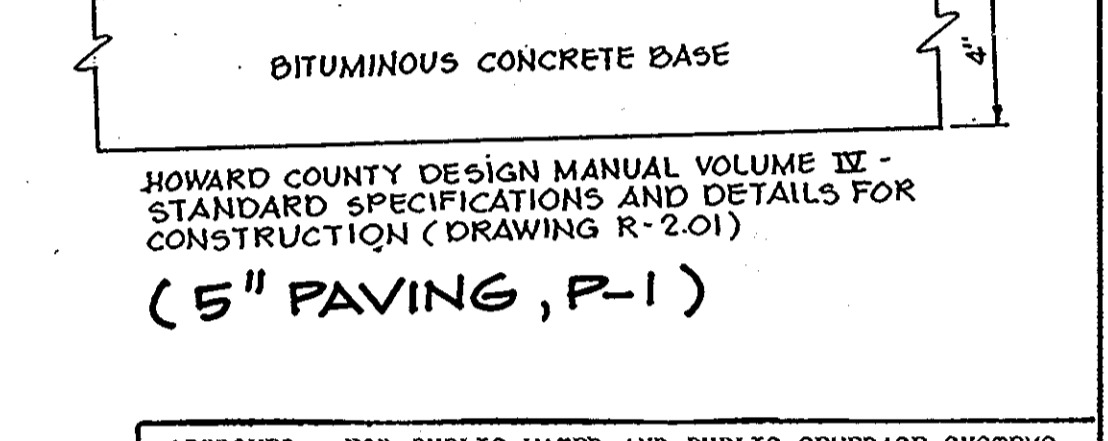 BITUMINOUS CONCRETE BASE
4"
HOWARD COUNTY DESIGN MANUAL VOLUME IV -
STANDARD SPECIFICATIONS AND DETAILS FOR
CONSTRUCTION (DRAWING R-2.01)
(5" PAVING, P-1)